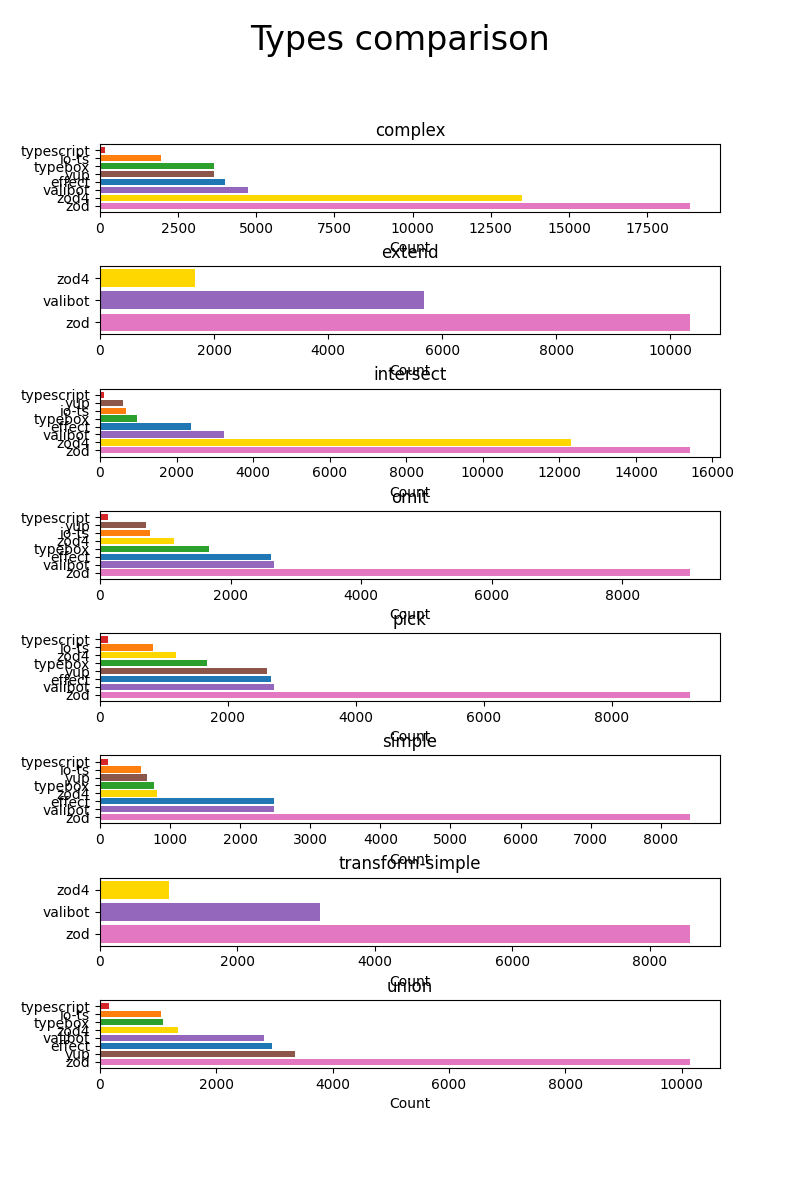 Types comparison
complex
typescript
io-ts
typebox
yup
effect
valibot
zod4
zod
0 2500 5000 7500 10000 12500 15000 17500
Count
extend
zod4
valibot
zod
0 2000 4000 6000 8000 10000
Count
intersect
typescript
yup
io-ts
typebox
effect
valibot
zod4
zod
0 2000 4000 6000 8000 10000 12000 14000 16000
Count
omit
typescript
yup
io-ts
zod4
typebox
effect
valibot
zod
0 2000 4000 6000 8000
Count
pick
typescript
io-ts
zod4
typebox
yup
effect
valibot
zod
0 2000 4000 6000 8000
Count
simple
typescript
io-ts
yup
typebox
zod4
effect
valibot
zod
0 1000 2000 3000 4000 5000 6000 7000 8000
Count
transform-simple
zod4
valibot
zod
0 2000 4000 6000 8000
Count
union
typescript
io-ts
typebox
zod4
valibot
effect
yup
zod
0 2000 4000 6000 8000 10000
Count